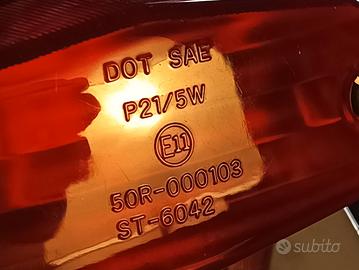 DOT SAE
P21/5W
E11
50R-000103
ST-6042
subito